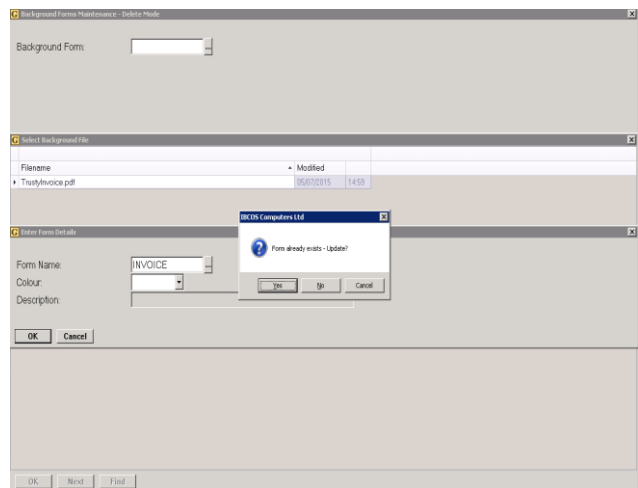 Background Forms Maintenance - Delete Mode
Background Form:
...
Select Background File
Filename Modified
TrustyInvoice.pdf 05/07/2015 14:59
IBCOS Computers Ltd
Form already exists - Update?
Yes No Cancel
Enter Form Details
Form Name: INVOICE ...
Colour:
Description:
OK Cancel
OK Next Find